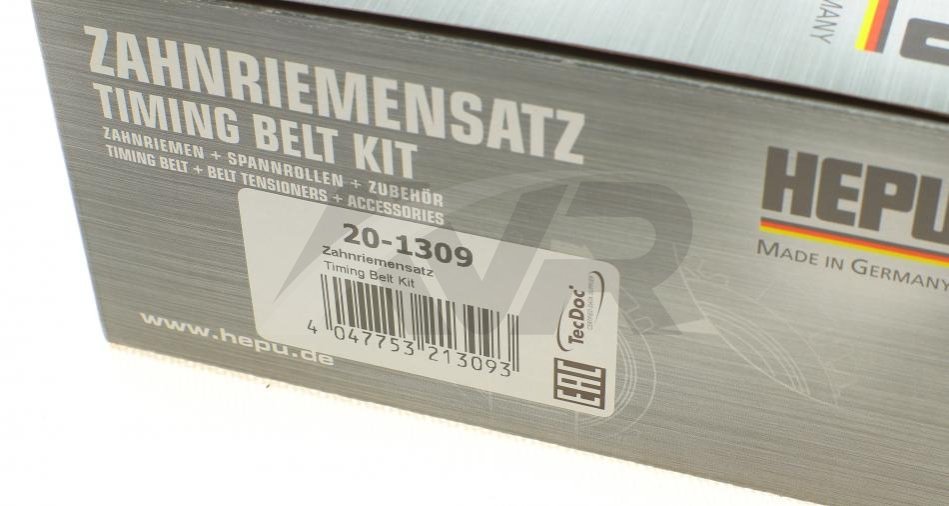 ZAHNRIEMENSATZ
TIMING BELT KIT
ZAHNRIEMEN + SPANNROLLEN + ZUBEHÖR
TIMING BELT + BELT TENSIONERS + ACCESSORIES
20-1309
Zahnriemensatz
Timing Belt Kit
4 047753 213093
TecDoc
EAC
www.hepu.de
HEPU
MADE IN GERMANY
MANY